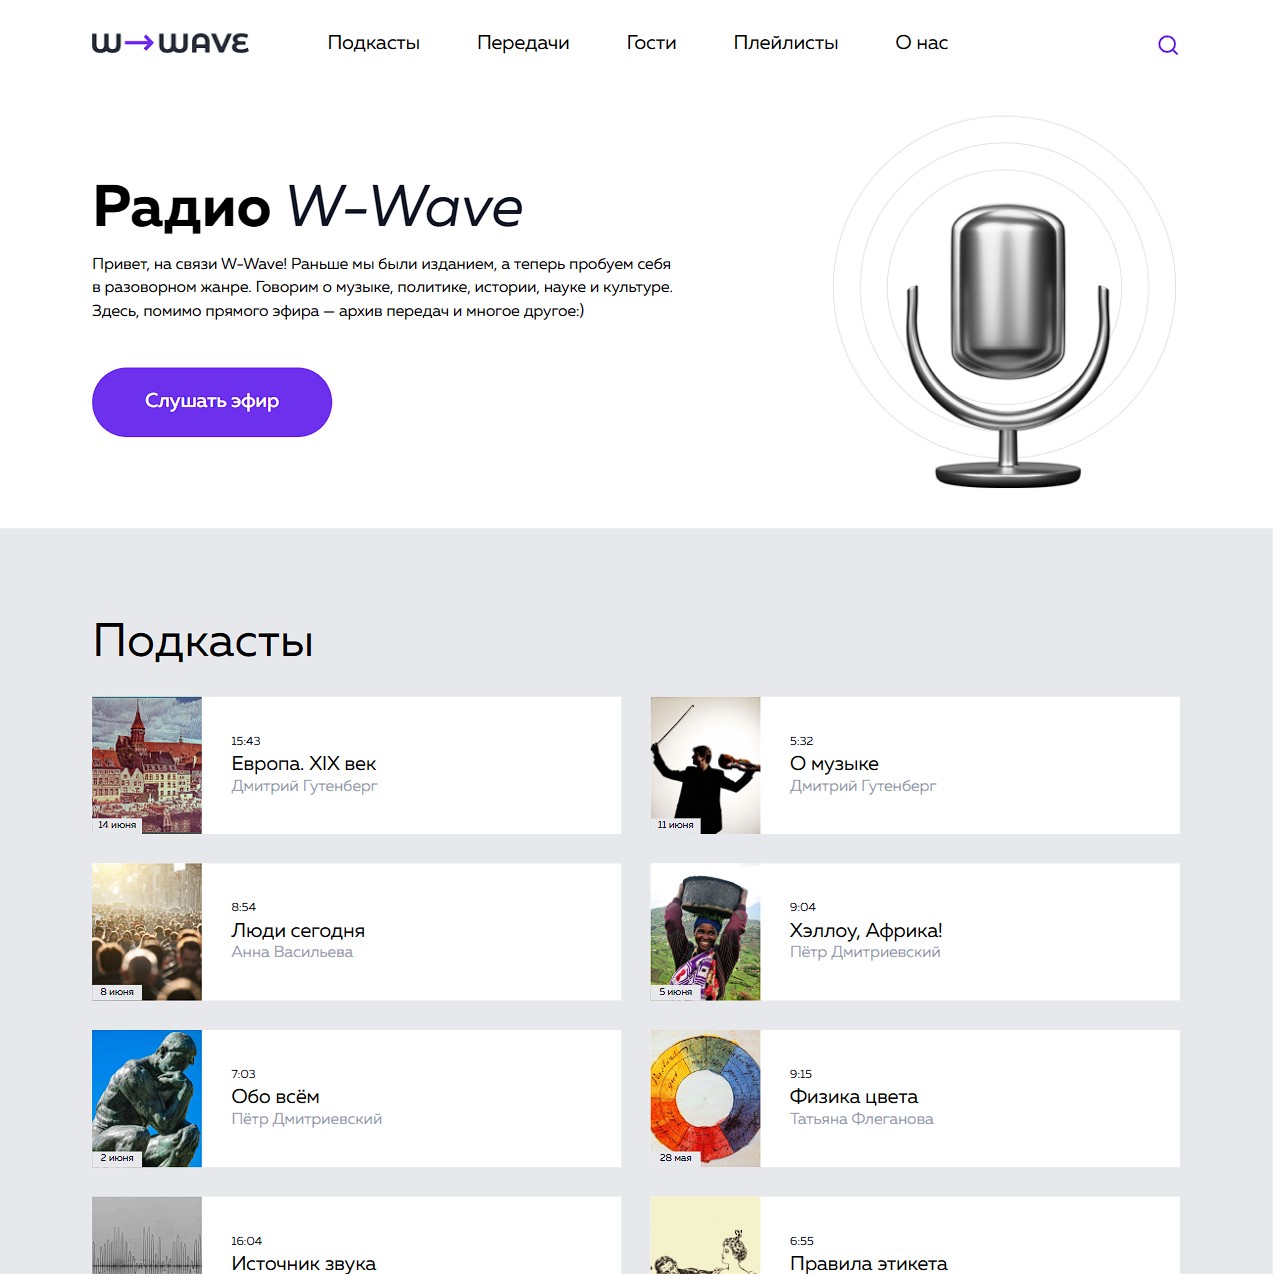 W→WAVE
Подкасты
Передачи
Гости
Плейлисты
О нас
Радио W-Wave
Привет, на связи W-Wave! Раньше мы были изданием, а теперь пробуем себя
в разговорном жанре. Говорим о музыке, политике, истории, науке и культуре.
Здесь, помимо прямого эфира — архив передач и многое другое:)
Слушать эфир
Подкасты
15:43
Европа. XIX век
Дмитрий Гутенберг
14 июня
5:32
О музыке
Дмитрий Гутенберг
11 июня
8:54
Люди сегодня
Анна Васильева
8 июня
9:04
Хэллоу, Африка!
Пётр Дмитриевский
5 июня
7:03
Обо всём
Пётр Дмитриевский
2 июня
9:15
Физика цвета
Татьяна Флеганова
28 мая
16:04
Источник звука
6:55
Правила этикета